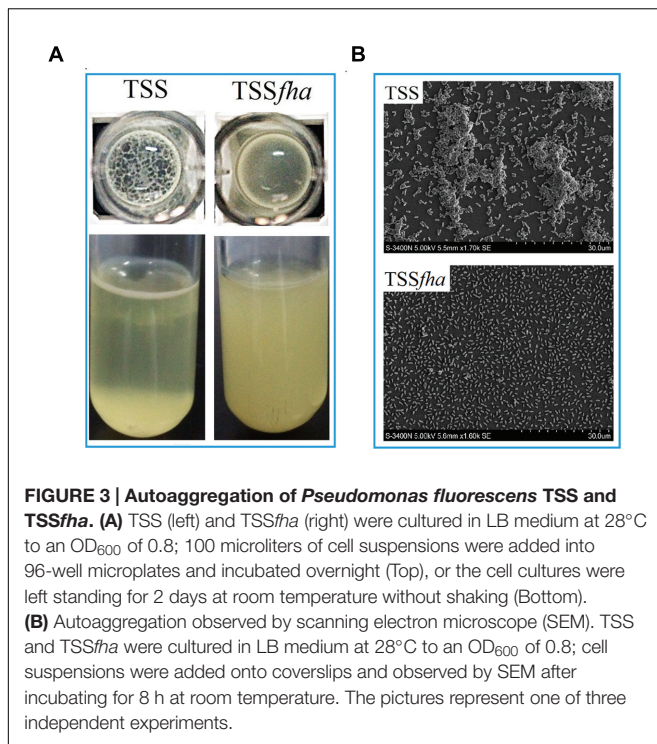 A
B
TSS TSSfha
TSS
S-3400N 5.00kV 5.5mm x1.70k SE 30.0um
TSSfha
S-3400N 5.00kV 5.6mm x1.60k SE 30.0um
FIGURE 3 | Autoaggregation of Pseudomonas fluorescens TSS and
TSSfha. (A) TSS (left) and TSSfha (right) were cultured in LB medium at 28°C
to an OD₆₀₀ of 0.8; 100 microliters of cell suspensions were added into
96-well microplates and incubated overnight (Top), or the cell cultures were
left standing for 2 days at room temperature without shaking (Bottom).
(B) Autoaggregation observed by scanning electron microscope (SEM). TSS
and TSSfha were cultured in LB medium at 28°C to an OD₆₀₀ of 0.8; cell
suspensions were added onto coverslips and observed by SEM after
incubating for 8 h at room temperature. The pictures represent one of three
independent experiments.